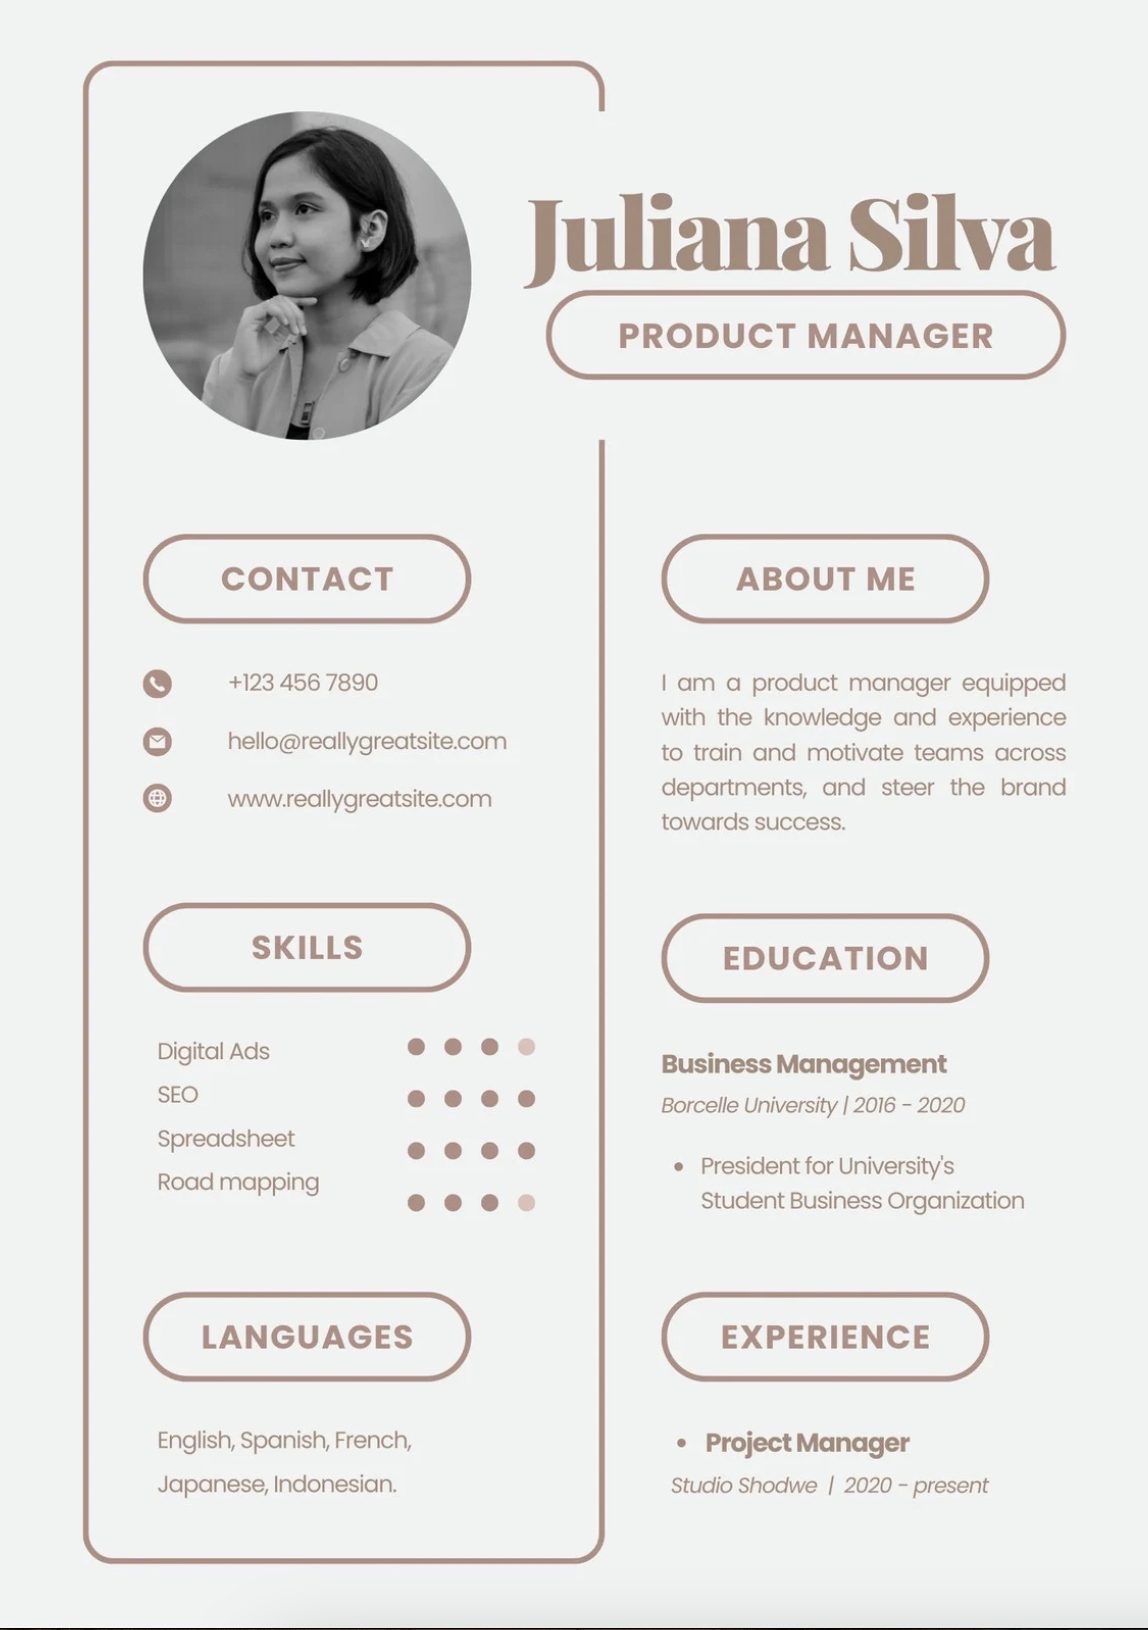 Juliana Silva
PRODUCT MANAGER
CONTACT
+123 456 7890
hello@reallygreatsite.com
www.reallygreatsite.com
SKILLS
Digital Ads
SEO
Spreadsheet
Road mapping
LANGUAGES
English, Spanish, French,
Japanese, Indonesian.
ABOUT ME
I am a product manager equipped
with the knowledge and experience
to train and motivate teams across
departments, and steer the brand
towards success.
EDUCATION
Business Management
Borcelle University | 2016 - 2020
• President for University's
Student Business Organization
EXPERIENCE
• Project Manager
Studio Shodwe | 2020 - present